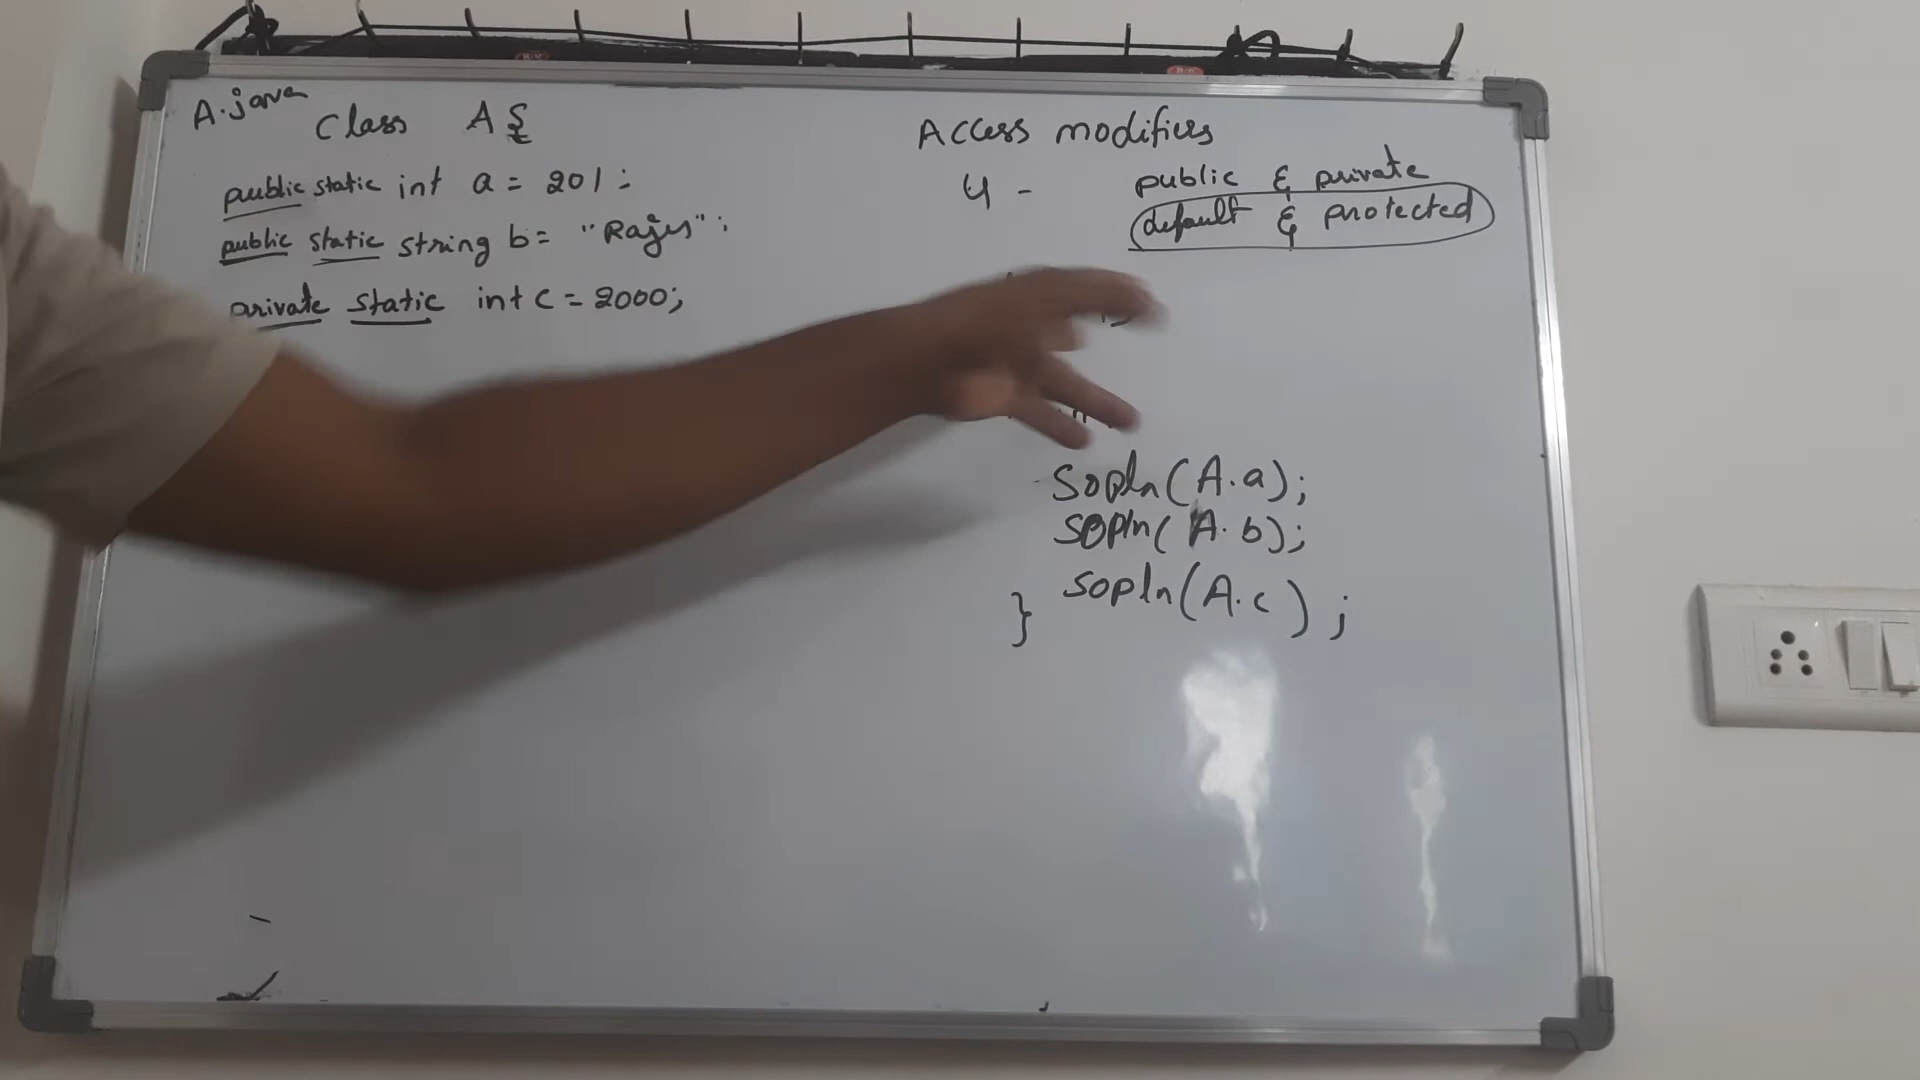 A.java
Class A {
public static int a = 201;
public static string b = "Rajes";
private static int c = 2000;
Access modifiers
4 - public & private
default & protected
Sopln(A.a);
SOPln(A.b);
Sopln(A.c);
}